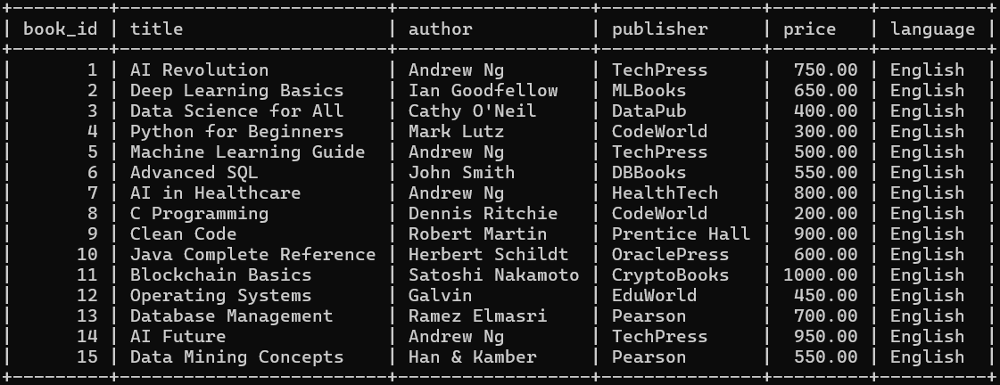 +---------+-------------------------+------------------+---------------+---------+----------+
| book_id | title                   | author           | publisher     | price   | language |
+---------+-------------------------+------------------+---------------+---------+----------+
|       1 | AI Revolution           | Andrew Ng        | TechPress     |  750.00 | English  |
|       2 | Deep Learning Basics    | Ian Goodfellow   | MLBooks       |  650.00 | English  |
|       3 | Data Science for All    | Cathy O'Neil     | DataPub       |  400.00 | English  |
|       4 | Python for Beginners    | Mark Lutz        | CodeWorld     |  300.00 | English  |
|       5 | Machine Learning Guide  | Andrew Ng        | TechPress     |  500.00 | English  |
|       6 | Advanced SQL            | John Smith       | DBBooks       |  550.00 | English  |
|       7 | AI in Healthcare        | Andrew Ng        | HealthTech    |  800.00 | English  |
|       8 | C Programming           | Dennis Ritchie   | CodeWorld     |  200.00 | English  |
|       9 | Clean Code              | Robert Martin    | Prentice Hall |  900.00 | English  |
|      10 | Java Complete Reference | Herbert Schildt  | OraclePress   |  600.00 | English  |
|      11 | Blockchain Basics       | Satoshi Nakamoto | CryptoBooks   | 1000.00 | English  |
|      12 | Operating Systems       | Galvin           | EduWorld      |  450.00 | English  |
|      13 | Database Management     | Ramez Elmasri    | Pearson       |  700.00 | English  |
|      14 | AI Future               | Andrew Ng        | TechPress     |  950.00 | English  |
|      15 | Data Mining Concepts    | Han & Kamber     | Pearson       |  550.00 | English  |
+---------+-------------------------+------------------+---------------+---------+----------+